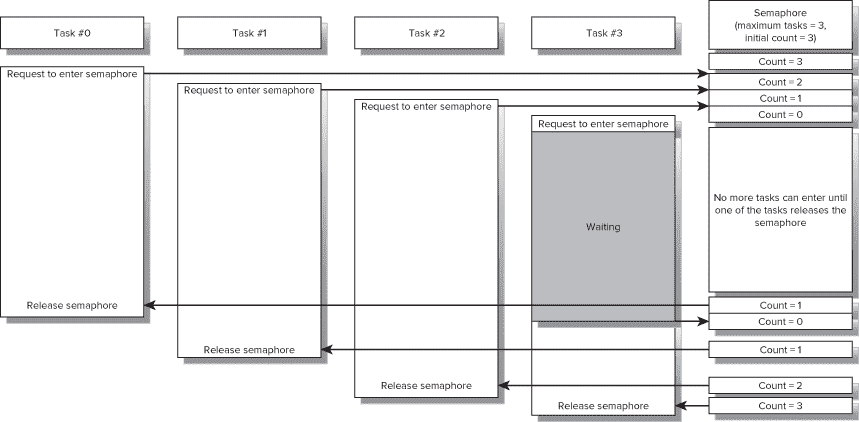 Task #0
Task #1
Task #2
Task #3
Semaphore
(maximum tasks = 3,
initial count = 3)
Count = 3
Request to enter semaphore
Count = 2
Request to enter semaphore
Count = 1
Request to enter semaphore
Count = 0
Request to enter semaphore
No more tasks can enter until
one of the tasks releases the
semaphore
Waiting
Release semaphore
Count = 1
Count = 0
Release semaphore
Count = 1
Release semaphore
Count = 2
Release semaphore
Count = 3